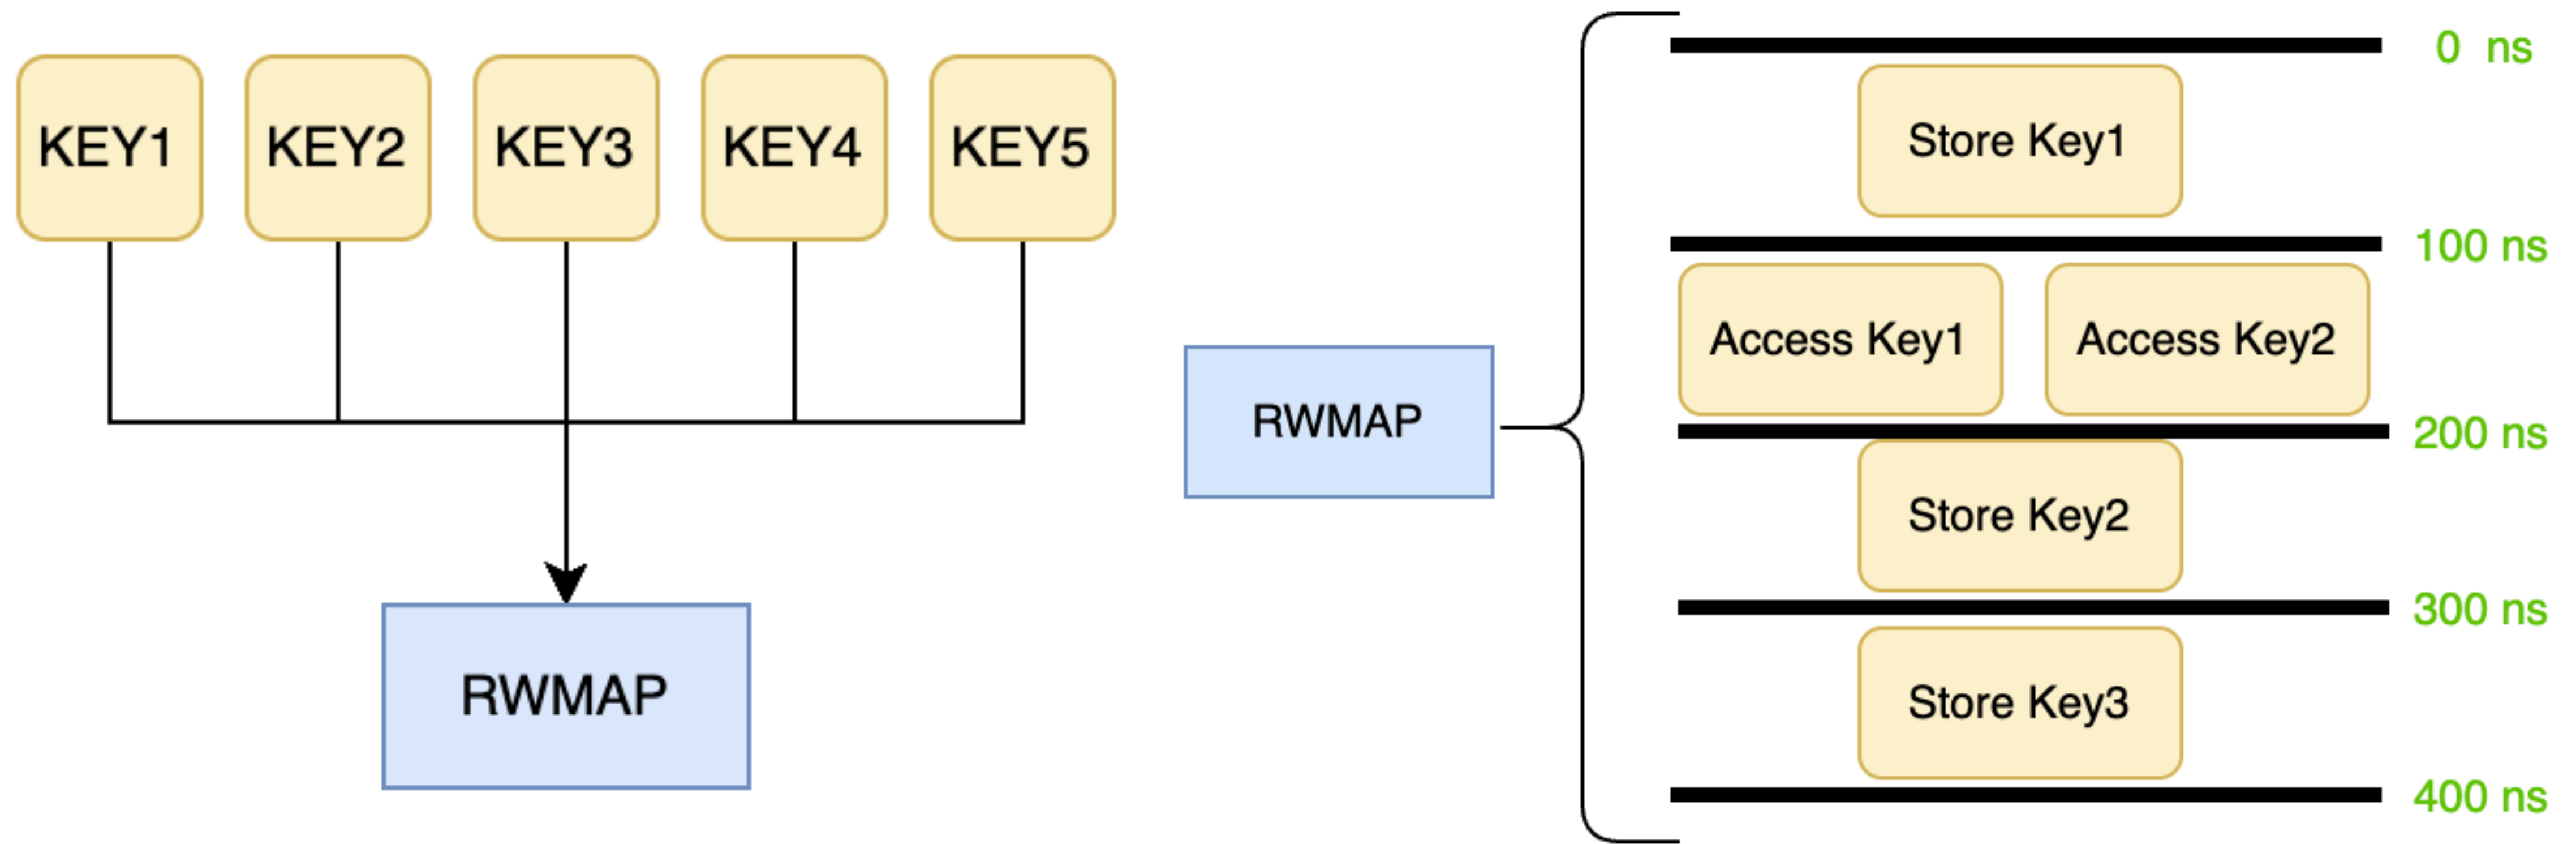 KEY1
KEY2
KEY3
KEY4
KEY5
RWMAP
RWMAP
0 ns
Store Key1
100 ns
Access Key1
Access Key2
200 ns
Store Key2
300 ns
Store Key3
400 ns